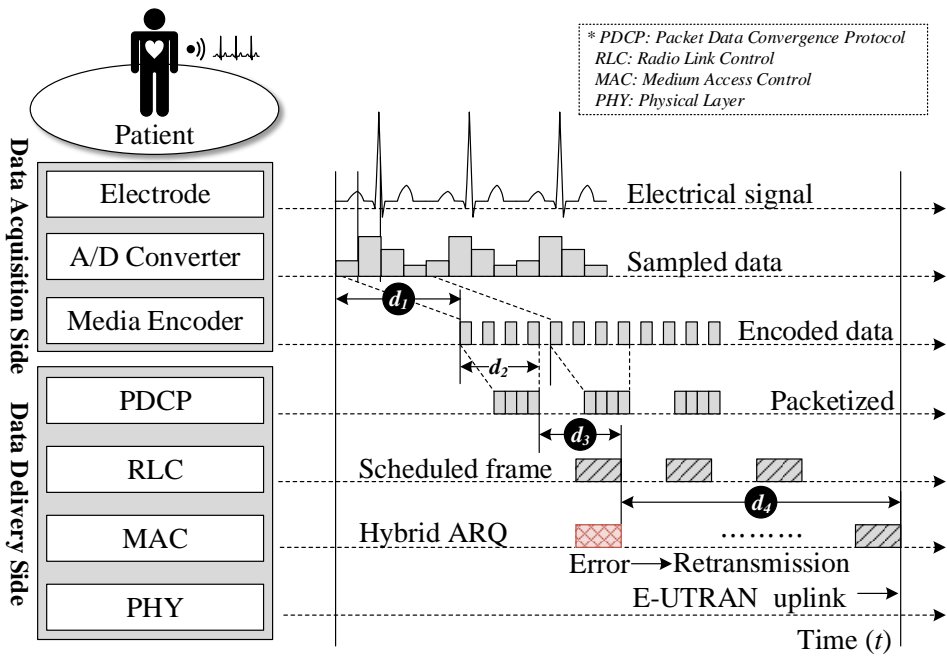 * PDCP: Packet Data Convergence Protocol
RLC: Radio Link Control
MAC: Medium Access Control
PHY: Physical Layer
Patient
Data Acquisition Side
Electrode
Electrical signal
A/D Converter
Sampled data
d1
Media Encoder
Encoded data
d2
Data Delivery Side
PDCP
Packetized
d3
RLC
Scheduled frame
d4
MAC
Hybrid ARQ
.........
Error
Retransmission
PHY
E-UTRAN uplink
Time (t)